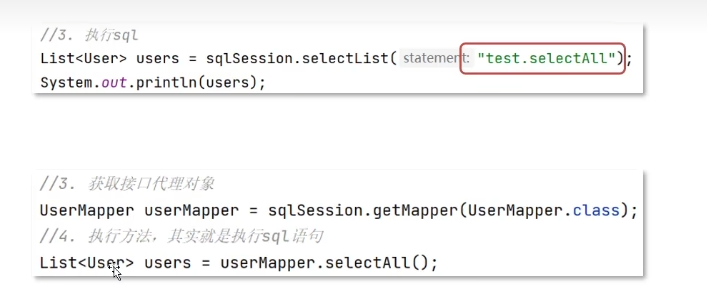 //3. 执行sql
List<User> users = sqlSession.selectList( statement: "test.selectAll");
System.out.println(users);
//3. 获取接口代理对象
UserMapper userMapper = sqlSession.getMapper(UserMapper.class);
//4. 执行方法，其实就是执行sql语句
List<User> users = userMapper.selectAll();